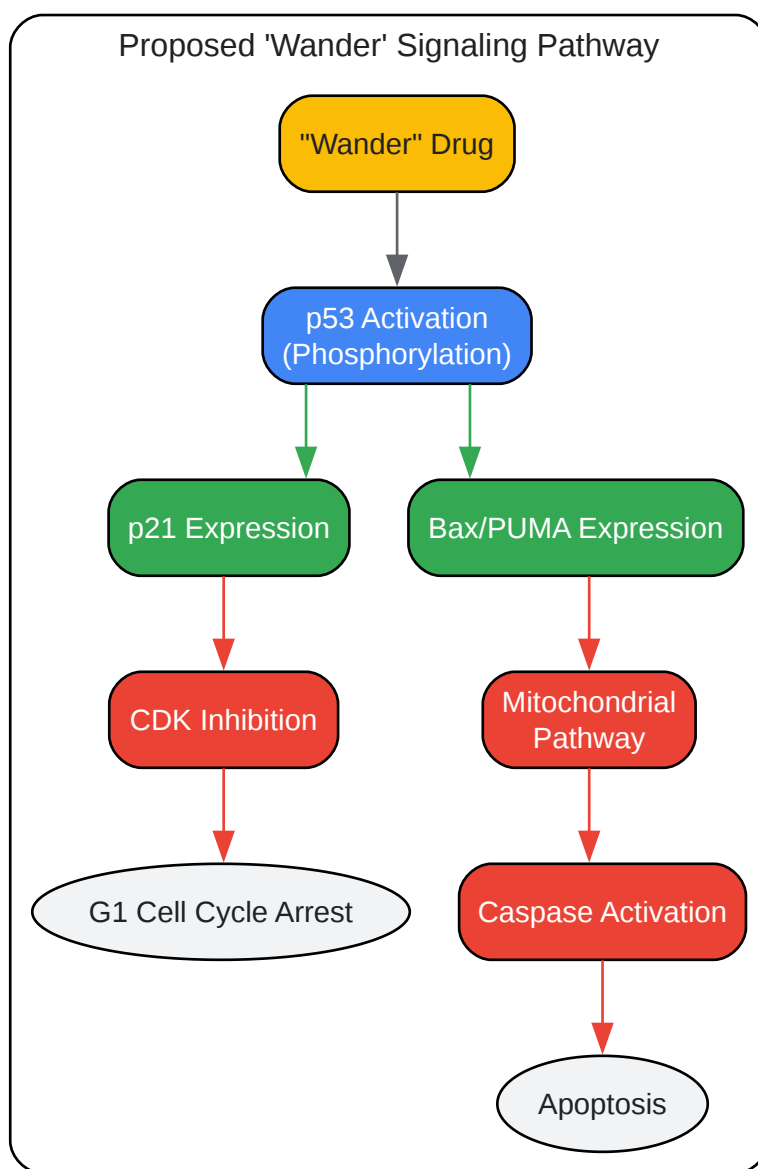 Proposed 'Wander' Signaling Pathway
"Wander" Drug
p53 Activation
(Phosphorylation)
p21 Expression
Bax/PUMA Expression
CDK Inhibition
Mitochondrial
Pathway
G1 Cell Cycle Arrest
Caspase Activation
Apoptosis